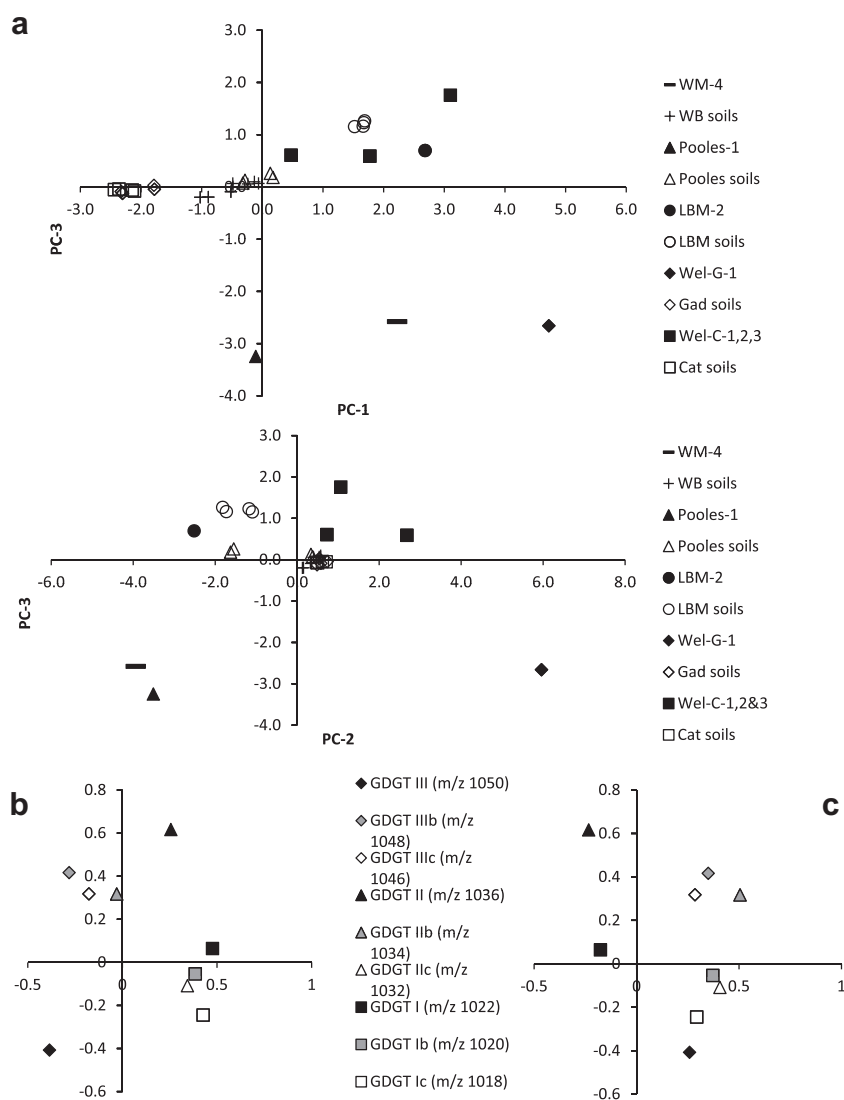 a
3.0
2.0
1.0
0.0
-3.0 -2.0 -1.0 0.0 1.0 2.0 3.0 4.0 5.0 6.0
-1.0
-2.0
-3.0
-4.0
PC-3
PC-1
WM-4
WB soils
Pooles-1
Pooles soils
LBM-2
LBM soils
Wel-G-1
Gad soils
Wel-C-1,2,3
Cat soils
3.0
2.0
1.0
0.0
-6.0 -4.0 -2.0 0.0 2.0 4.0 6.0 8.0
-1.0
-2.0
-3.0
-4.0
PC-3
PC-2
WM-4
WB soils
Pooles-1
Pooles soils
LBM-2
LBM soils
Wel-G-1
Gad soils
Wel-C-1,2&3
Cat soils
b
0.8
0.6
0.4
0.2
0
-0.5 0 0.5 1
-0.2
-0.4
-0.6
GDGT III (m/z 1050)
GDGT IIIb (m/z
1048)
GDGT IIIc (m/z
1046)
GDGT II (m/z 1036)
GDGT IIb (m/z
1034)
GDGT IIc (m/z
1032)
GDGT I (m/z 1022)
GDGT Ib (m/z 1020)
GDGT Ic (m/z 1018)
c
0.8
0.6
0.4
0.2
0
-0.5 0 0.5 1
-0.2
-0.4
-0.6